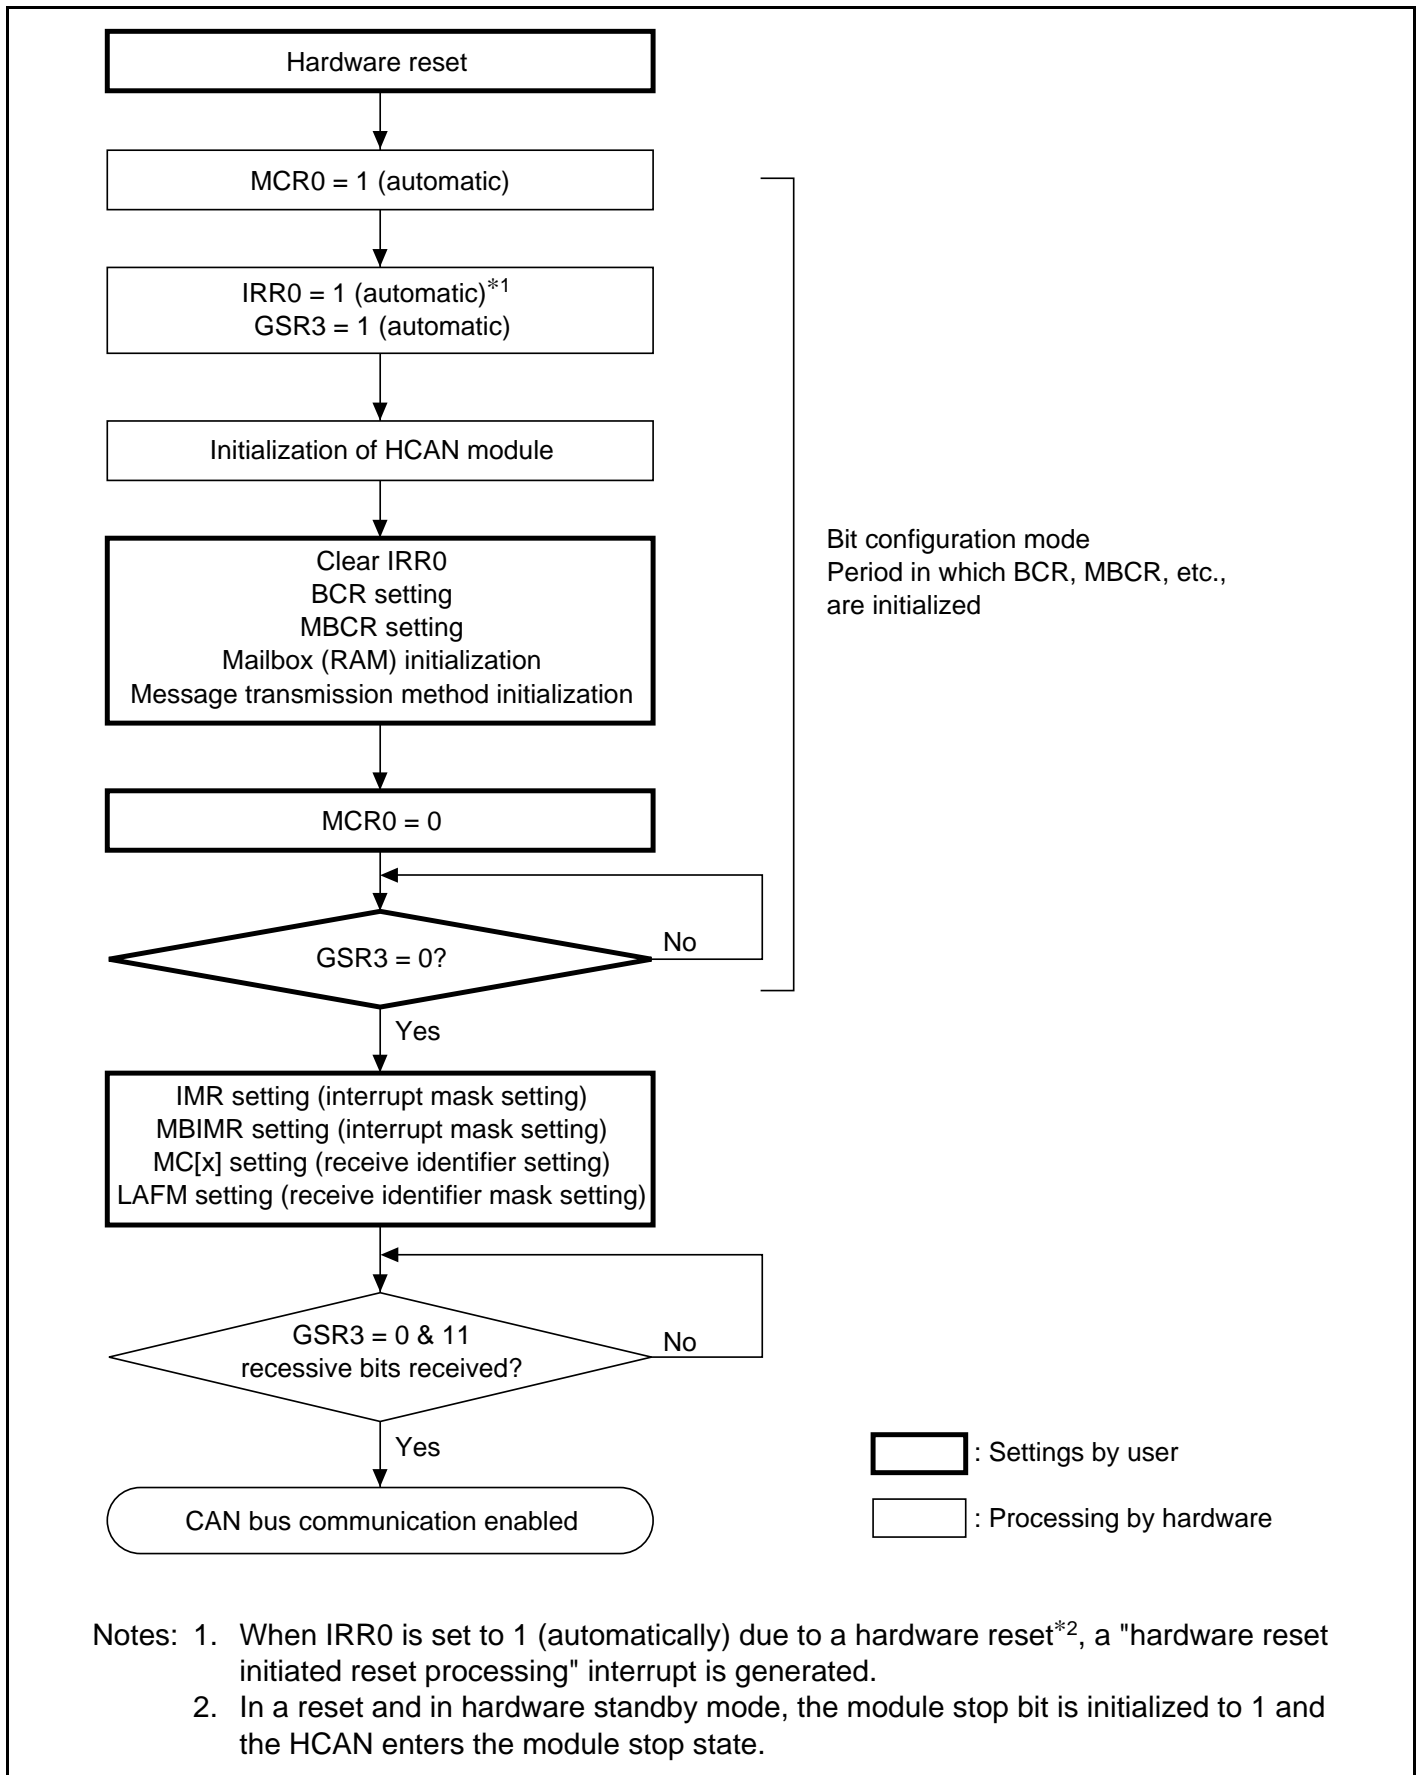 Hardware reset
MCR0 = 1 (automatic)
IRR0 = 1 (automatic)*1
GSR3 = 1 (automatic)
Initialization of HCAN module
Clear IRR0
BCR setting
MBCR setting
Mailbox (RAM) initialization
Message transmission method initialization
Bit configuration mode
Period in which BCR, MBCR, etc.,
are initialized
MCR0 = 0
GSR3 = 0?
No
Yes
IMR setting (interrupt mask setting)
MBIMR setting (interrupt mask setting)
MC[x] setting (receive identifier setting)
LAFM setting (receive identifier mask setting)
GSR3 = 0 & 11
recessive bits received?
No
Yes
CAN bus communication enabled
: Settings by user
: Processing by hardware
Notes: 1. When IRR0 is set to 1 (automatically) due to a hardware reset*2, a "hardware reset
initiated reset processing" interrupt is generated.
2. In a reset and in hardware standby mode, the module stop bit is initialized to 1 and
the HCAN enters the module stop state.